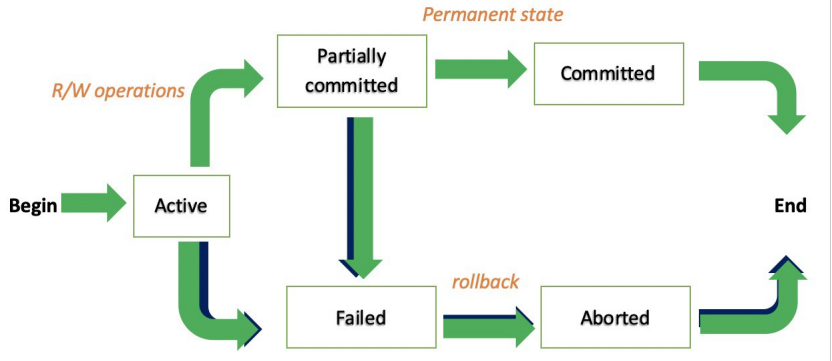 Permanent state
Partially
committed
Committed
R/W operations
Begin
Active
End
rollback
Failed
Aborted